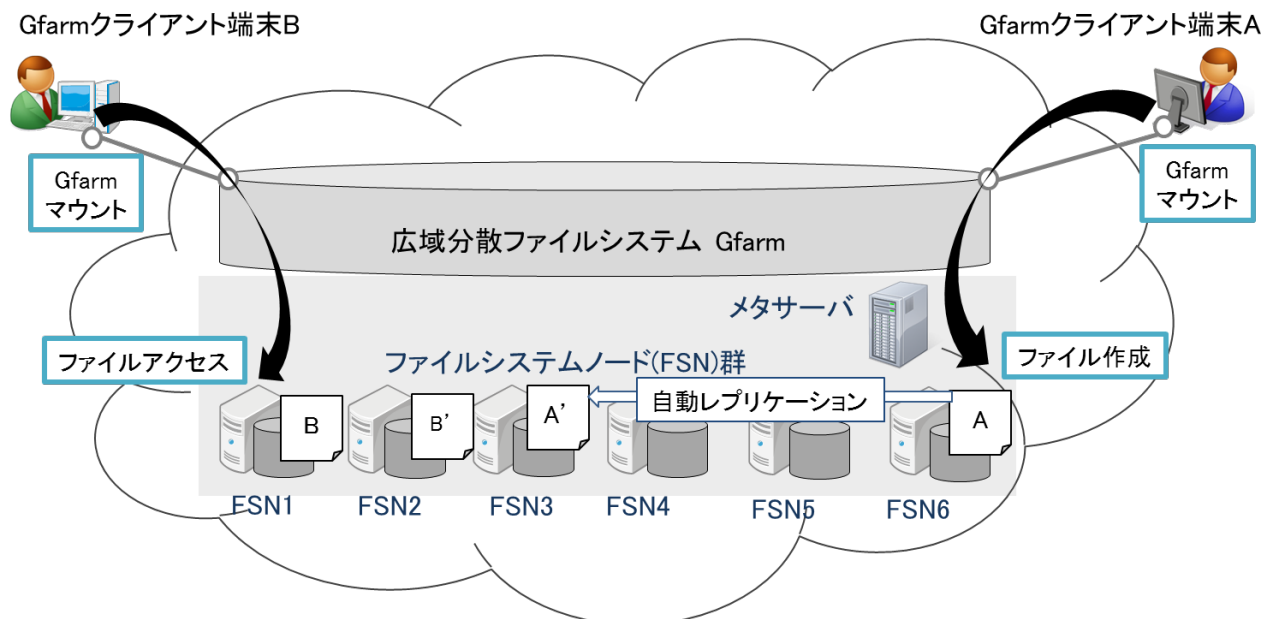 Gfarmクライアント端末B
Gfarmクライアント端末A
Gfarm
マウント
Gfarm
マウント
広域分散ファイルシステム Gfarm
メタサーバ
ファイルアクセス
ファイルシステムノード(FSN)群
ファイル作成
自動レプリケーション
B
B’
A’
A
FSN1
FSN2
FSN3
FSN4
FSN5
FSN6